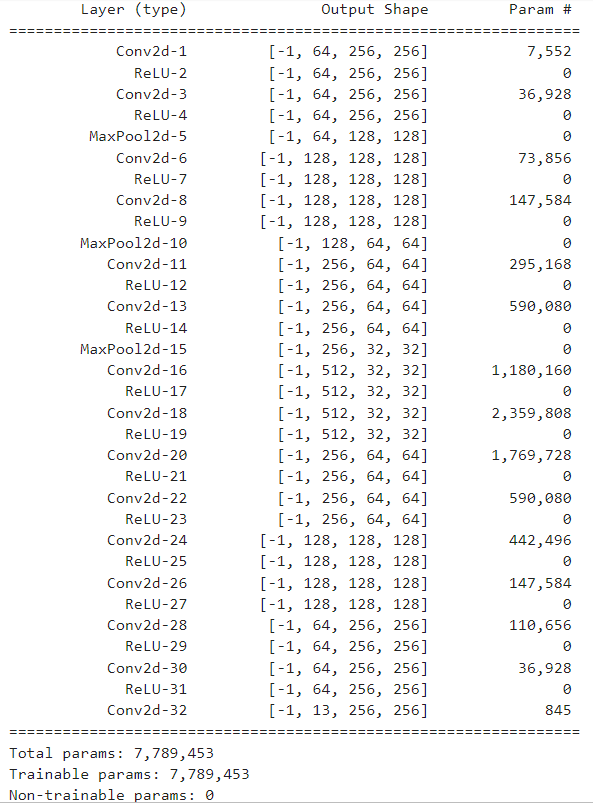 Layer (type) Output Shape Param #
================================================================
Conv2d-1 [-1, 64, 256, 256] 7,552
ReLU-2 [-1, 64, 256, 256] 0
Conv2d-3 [-1, 64, 256, 256] 36,928
ReLU-4 [-1, 64, 256, 256] 0
MaxPool2d-5 [-1, 64, 128, 128] 0
Conv2d-6 [-1, 128, 128, 128] 73,856
ReLU-7 [-1, 128, 128, 128] 0
Conv2d-8 [-1, 128, 128, 128] 147,584
ReLU-9 [-1, 128, 128, 128] 0
MaxPool2d-10 [-1, 128, 64, 64] 0
Conv2d-11 [-1, 256, 64, 64] 295,168
ReLU-12 [-1, 256, 64, 64] 0
Conv2d-13 [-1, 256, 64, 64] 590,080
ReLU-14 [-1, 256, 64, 64] 0
MaxPool2d-15 [-1, 256, 32, 32] 0
Conv2d-16 [-1, 512, 32, 32] 1,180,160
ReLU-17 [-1, 512, 32, 32] 0
Conv2d-18 [-1, 512, 32, 32] 2,359,808
ReLU-19 [-1, 512, 32, 32] 0
Conv2d-20 [-1, 256, 64, 64] 1,769,728
ReLU-21 [-1, 256, 64, 64] 0
Conv2d-22 [-1, 256, 64, 64] 590,080
ReLU-23 [-1, 256, 64, 64] 0
Conv2d-24 [-1, 128, 128, 128] 442,496
ReLU-25 [-1, 128, 128, 128] 0
Conv2d-26 [-1, 128, 128, 128] 147,584
ReLU-27 [-1, 128, 128, 128] 0
Conv2d-28 [-1, 64, 256, 256] 110,656
ReLU-29 [-1, 64, 256, 256] 0
Conv2d-30 [-1, 64, 256, 256] 36,928
ReLU-31 [-1, 64, 256, 256] 0
Conv2d-32 [-1, 13, 256, 256] 845
================================================================
Total params: 7,789,453
Trainable params: 7,789,453
Non-trainable params: 0